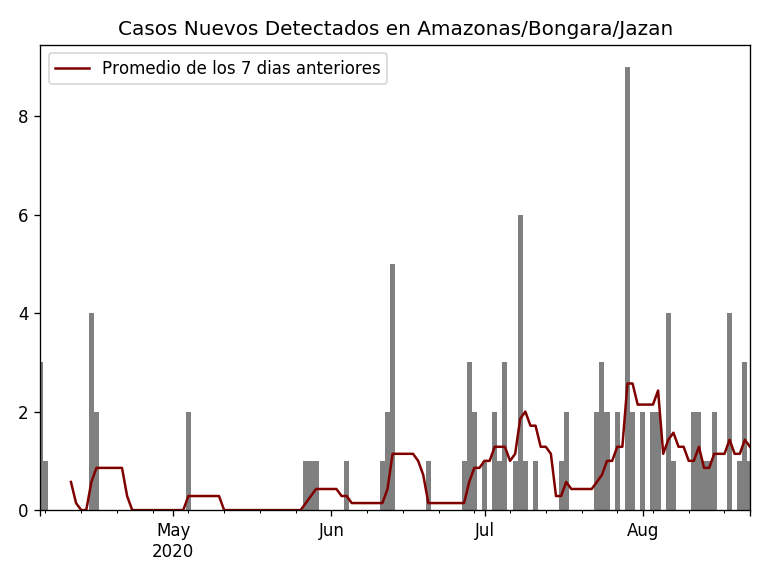 Casos Nuevos Detectados en Amazonas/Bongara/Jazan
Promedio de los 7 dias anteriores
8
6
4
2
0
May
2020
Jun
Jul
Aug